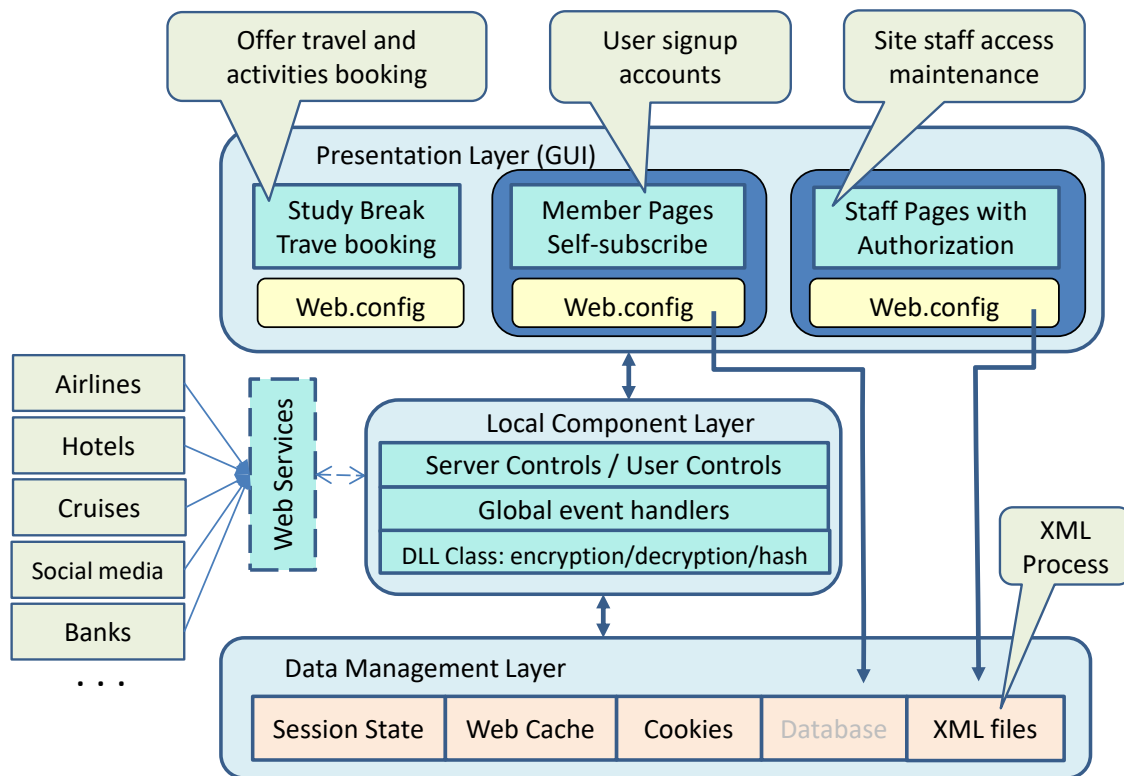 Offer travel and
activities booking
User signup
accounts
Site staff access
maintenance
Presentation Layer (GUI)
Study Break
Trave booking
Member Pages
Self-subscribe
Staff Pages with
Authorization
Web.config
Web.config
Web.config
Airlines
Hotels
Cruises
Social media
Banks
. . .
Web Services
Local Component Layer
Server Controls / User Controls
Global event handlers
DLL Class: encryption/decryption/hash
XML
Process
Data Management Layer
Session State
Web Cache
Cookies
Database
XML files